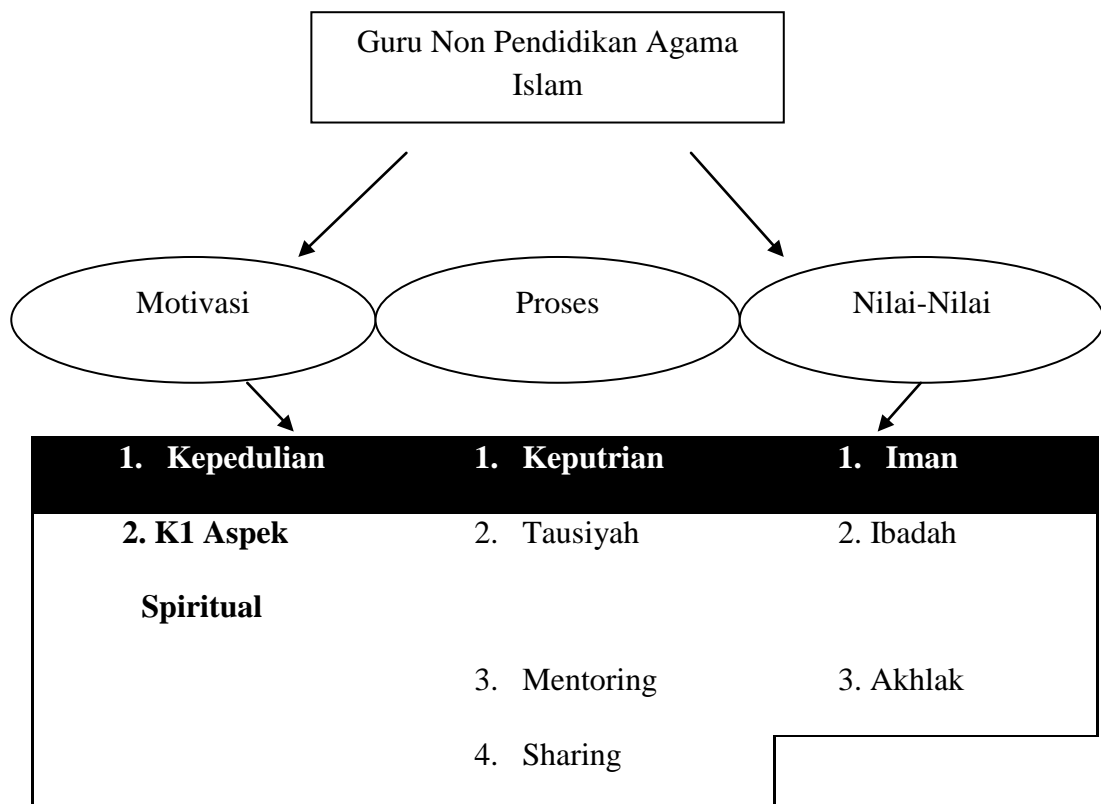 Guru Non Pendidikan Agama
Islam
Motivasi
Proses
Nilai-Nilai
1. Kepedulian
1. Keputrian
1. Iman
2. K1 Aspek
2. Tausiyah
2. Ibadah
Spiritual
3. Mentoring
3. Akhlak
4. Sharing